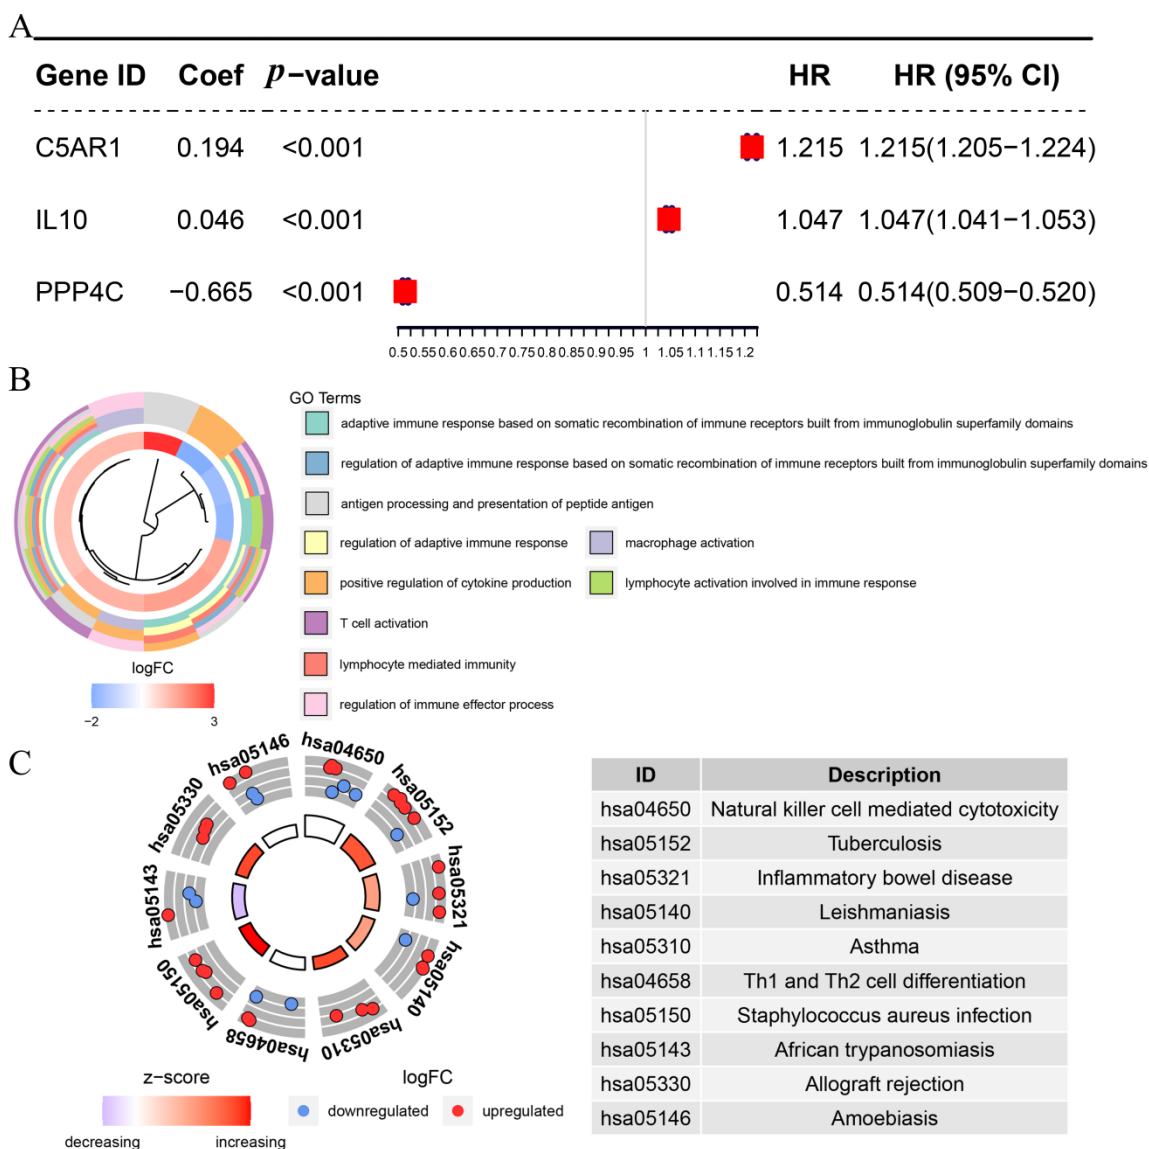 A
Gene ID Coef p-value HR HR (95% CI)
C5AR1 0.194 <0.001 1.215 1.215(1.205-1.224)
IL10 0.046 <0.001 1.047 1.047(1.041-1.053)
PPP4C -0.665 <0.001 0.514 0.514(0.509-0.520)
0.5 0.55 0.6 0.65 0.7 0.75 0.8 0.85 0.9 0.95 1 1.05 1.1 1.15 1.2
B
GO Terms
adaptive immune response based on somatic recombination of immune receptors built from immunoglobulin superfamily domains
regulation of adaptive immune response based on somatic recombination of immune receptors built from immunoglobulin superfamily domains
antigen processing and presentation of peptide antigen
regulation of adaptive immune response
macrophage activation
positive regulation of cytokine production
lymphocyte activation involved in immune response
T cell activation
lymphocyte mediated immunity
regulation of immune effector process
logFC
-2 3
C
hsa04650
hsa05152
hsa05321
hsa05140
hsa05310
hsa04658
hsa05150
hsa05143
hsa05330
hsa05146
z-score
decreasing increasing
logFC
downregulated upregulated
ID Description
hsa04650 Natural killer cell mediated cytotoxicity
hsa05152 Tuberculosis
hsa05321 Inflammatory bowel disease
hsa05140 Leishmaniasis
hsa05310 Asthma
hsa04658 Th1 and Th2 cell differentiation
hsa05150 Staphylococcus aureus infection
hsa05143 African trypanosomiasis
hsa05330 Allograft rejection
hsa05146 Amoebiasis